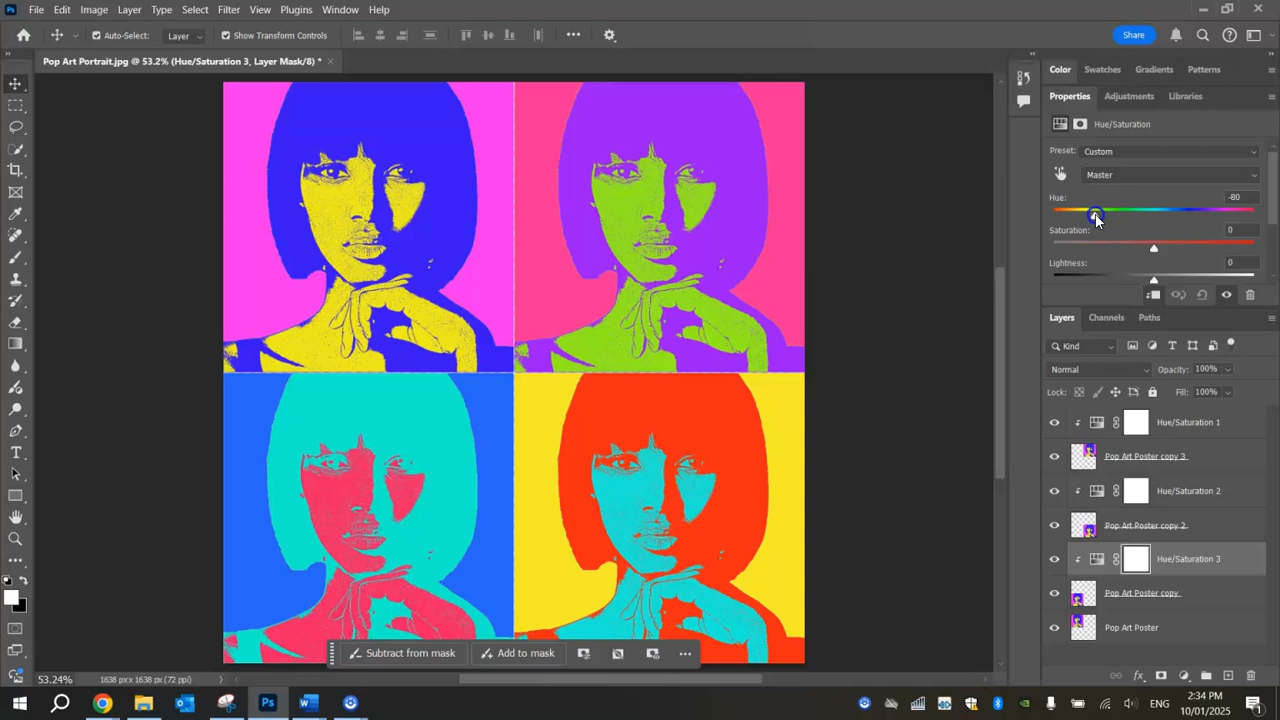 Ps File Edit Image Layer Type Select Filter View Plugins Window Help
Auto-Select: Layer Show Transform Controls Share
Pop Art Portrait.jpg @ 53.2% (Hue/Saturation 3, Layer Mask/8) *
Color Swatches Gradients Patterns
Properties Adjustments Libraries
Hue/Saturation
Preset: Custom
Master
Hue: -80
Saturation: 0
Lightness: 0
Layers Channels Paths
Kind
Normal Opacity: 100%
Lock: Fill: 100%
Hue/Saturation 1
Pop Art Poster copy 3
Hue/Saturation 2
Pop Art Poster copy 2
Hue/Saturation 3
Pop Art Poster copy
Pop Art Poster
Subtract from mask Add to mask
53.24% 1638 px x 1638 px (72 ppi)
fx
Ps W ENG 2:34 PM
10/01/2025